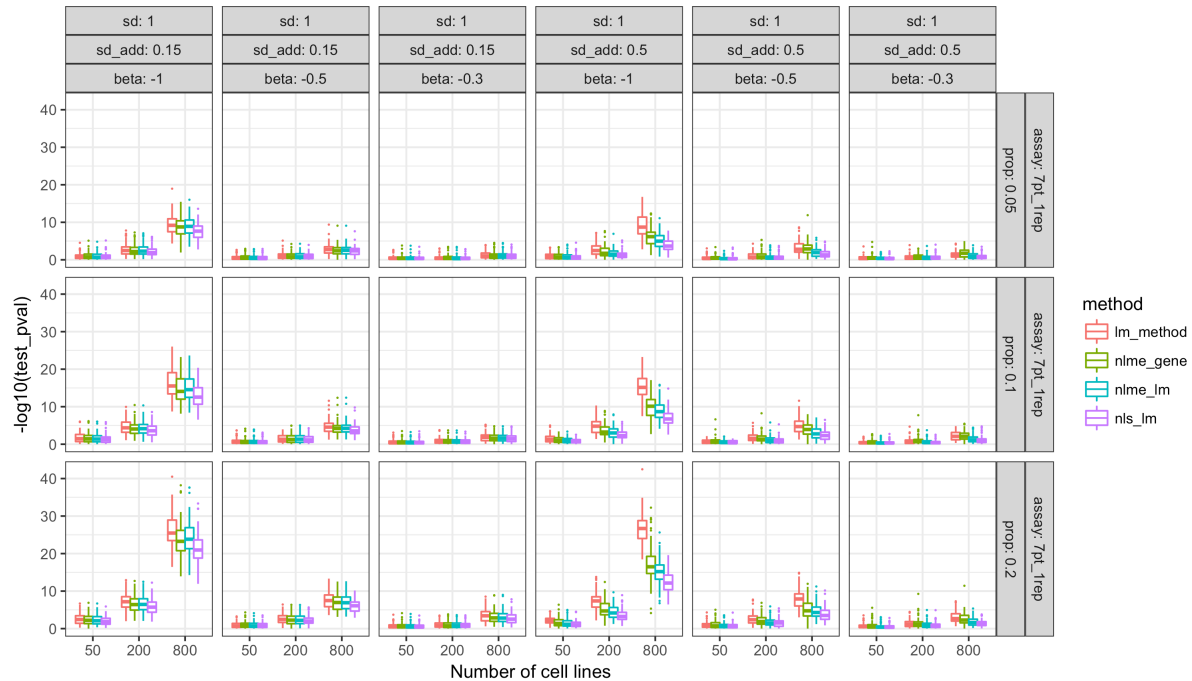 sd: 1 sd: 1 sd: 1 sd: 1 sd: 1 sd: 1
sd_add: 0.15 sd_add: 0.15 sd_add: 0.15 sd_add: 0.5 sd_add: 0.5 sd_add: 0.5
beta: -1 beta: -0.5 beta: -0.3 beta: -1 beta: -0.5 beta: -0.3
40
30
20
10
0
prop: 0.05
assay: 7pt_1rep
40
30
20
10
0
prop: 0.1
assay: 7pt_1rep
40
30
20
10
0
prop: 0.2
assay: 7pt_1rep
-log10(test_pval)
50 200 800 50 200 800 50 200 800 50 200 800 50 200 800 50 200 800
Number of cell lines
method
lm_method
nlme_gene
nlme_lm
nls_lm